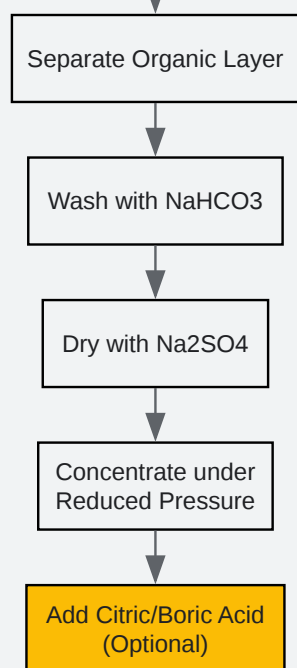 Separate Organic Layer
Wash with NaHCO3
Dry with Na2SO4
Concentrate under
Reduced Pressure
Add Citric/Boric Acid
(Optional)